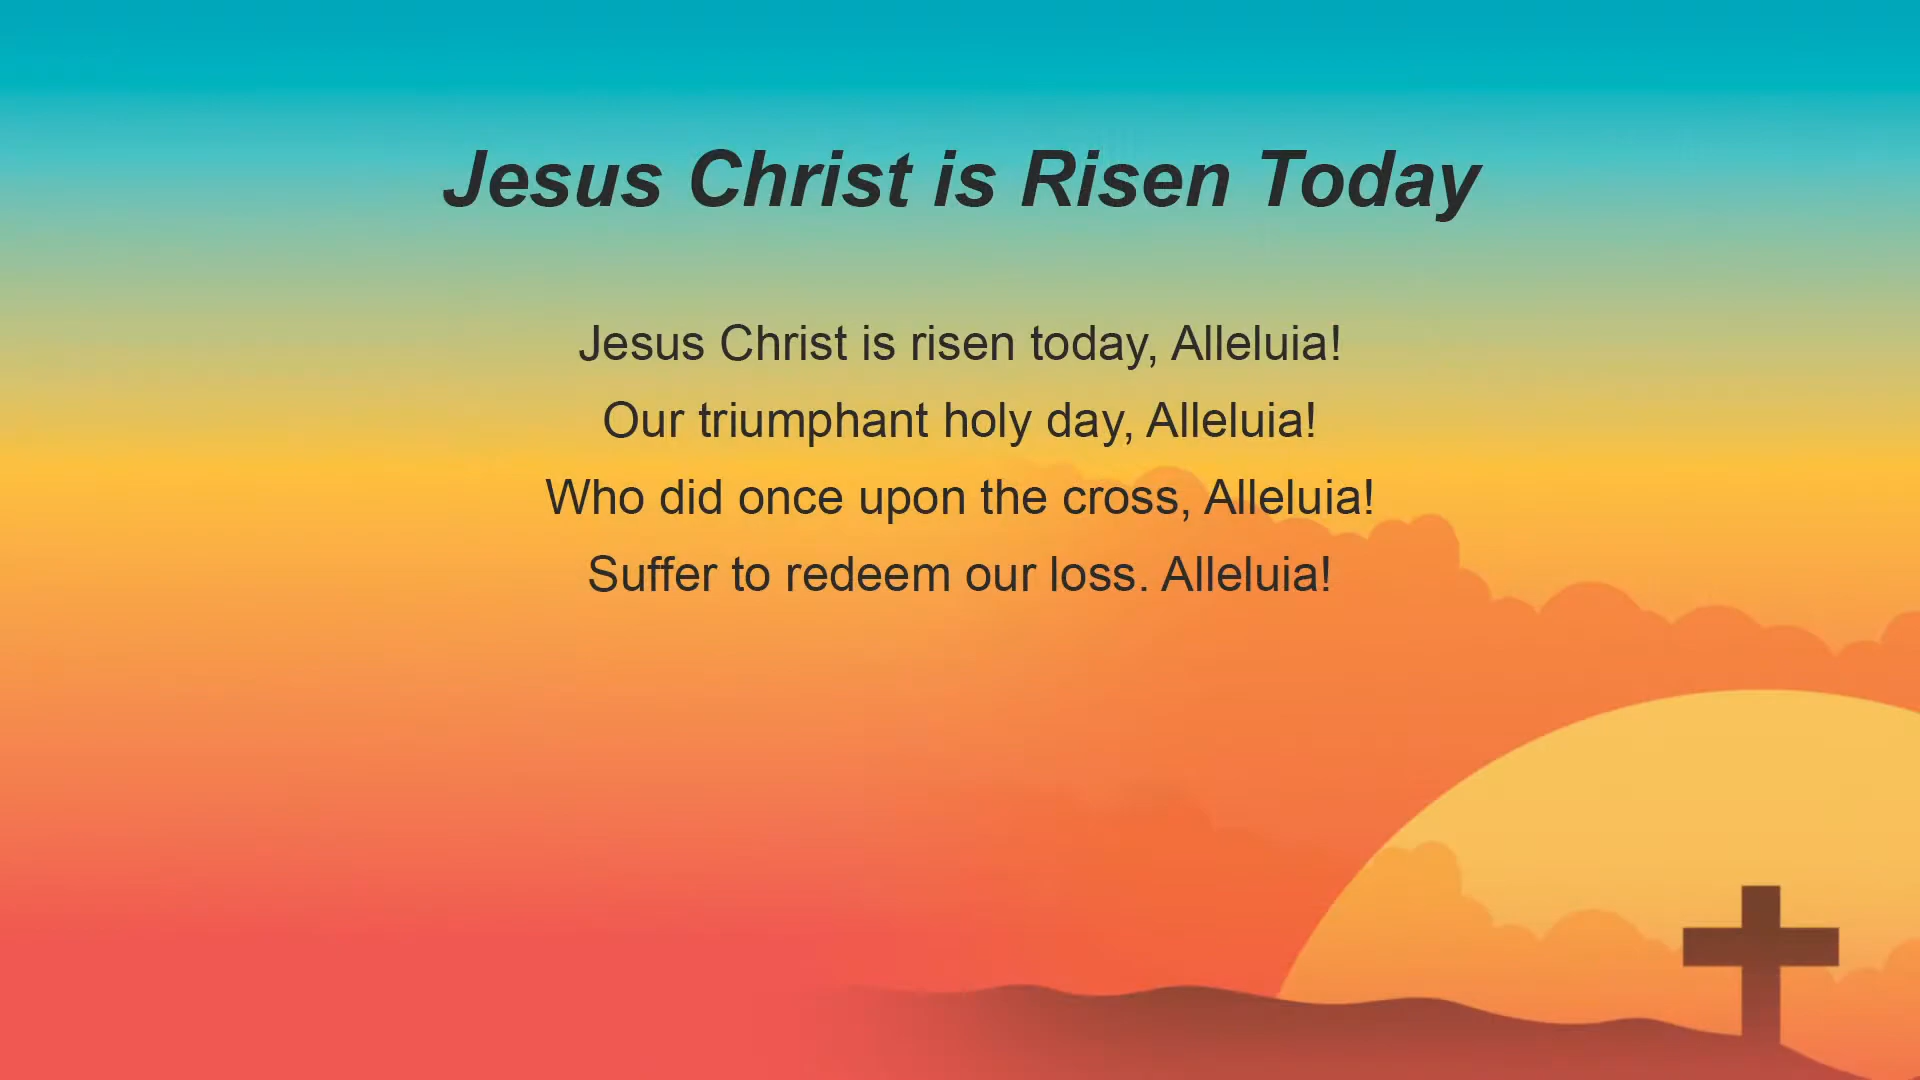 Jesus Christ is Risen Today
Jesus Christ is risen today, Alleluia!
Our triumphant holy day, Alleluia!
Who did once upon the cross, Alleluia!
Suffer to redeem our loss. Alleluia!